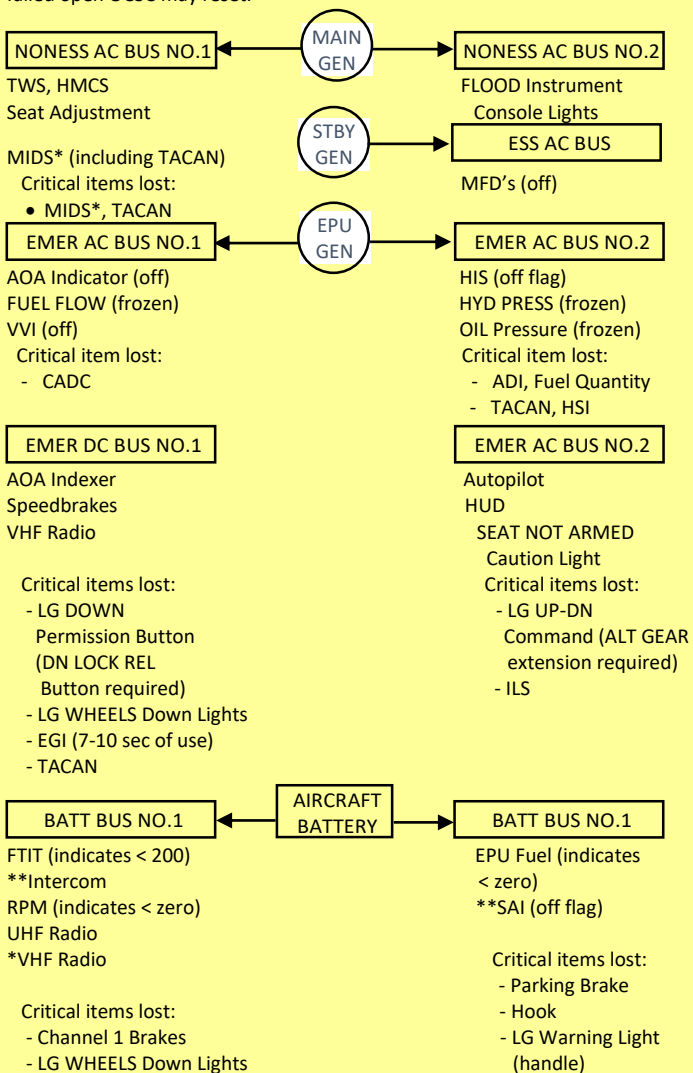 NONESS AC BUS NO.1
MAIN
GEN
NONESS AC BUS NO.2
TWS, HMCS
Seat Adjustment
FLOOD Instrument
Console Lights
STBY
GEN
ESS AC BUS
MIDS* (including TACAN)
Critical items lost:
• MIDS*, TACAN
MFD's (off)
EMER AC BUS NO.1
EPU
GEN
EMER AC BUS NO.2
AOA Indicator (off)
FUEL FLOW (frozen)
VVI (off)
Critical item lost:
- CADC
HIS (off flag)
HYD PRESS (frozen)
OIL Pressure (frozen)
Critical item lost:
- ADI, Fuel Quantity
- TACAN, HSI
EMER DC BUS NO.1
AOA Indexer
Speedbrakes
VHF Radio
Critical items lost:
- LG DOWN
Permission Button
(DN LOCK REL
Button required)
- LG WHEELS Down Lights
- EGI (7-10 sec of use)
- TACAN
EMER AC BUS NO.2
Autopilot
HUD
SEAT NOT ARMED
Caution Light
Critical items lost:
- LG UP-DN
Command (ALT GEAR
extension required)
- ILS
BATT BUS NO.1
AIRCRAFT
BATTERY
BATT BUS NO.1
FTIT (indicates < 200)
**Intercom
RPM (indicates < zero)
UHF Radio
*VHF Radio
Critical items lost:
- Channel 1 Brakes
- LG WHEELS Down Lights
EPU Fuel (indicates
< zero)
**SAI (off flag)
Critical items lost:
- Parking Brake
- Hook
- LG Warning Light
(handle)